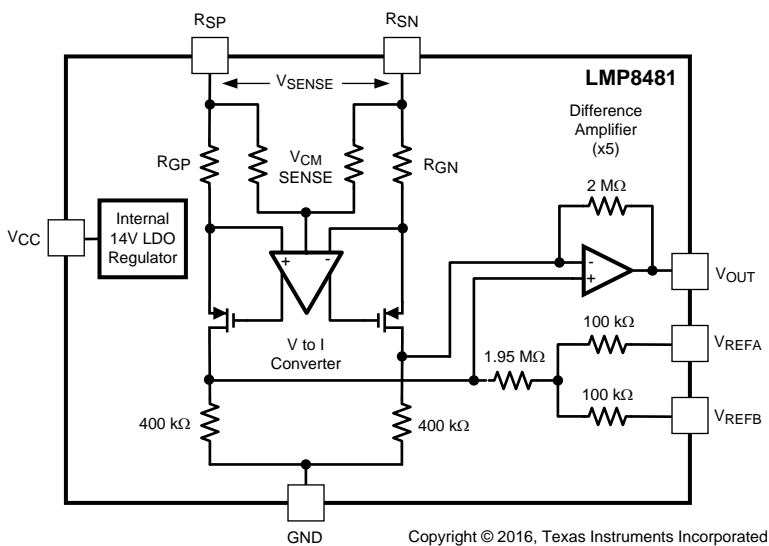 RSP
RSN
LMP8481
VSENSE
Difference
Amplifier
(x5)
RGP
VCM
SENSE
RGN
2 MΩ
VCC
Internal
14V LDO
Regulator
+
-
-
+
VOUT
V to I
Converter
100 kΩ
VREFA
1.95 MΩ
100 kΩ
VREFB
400 kΩ
400 kΩ
GND
Copyright © 2016, Texas Instruments Incorporated